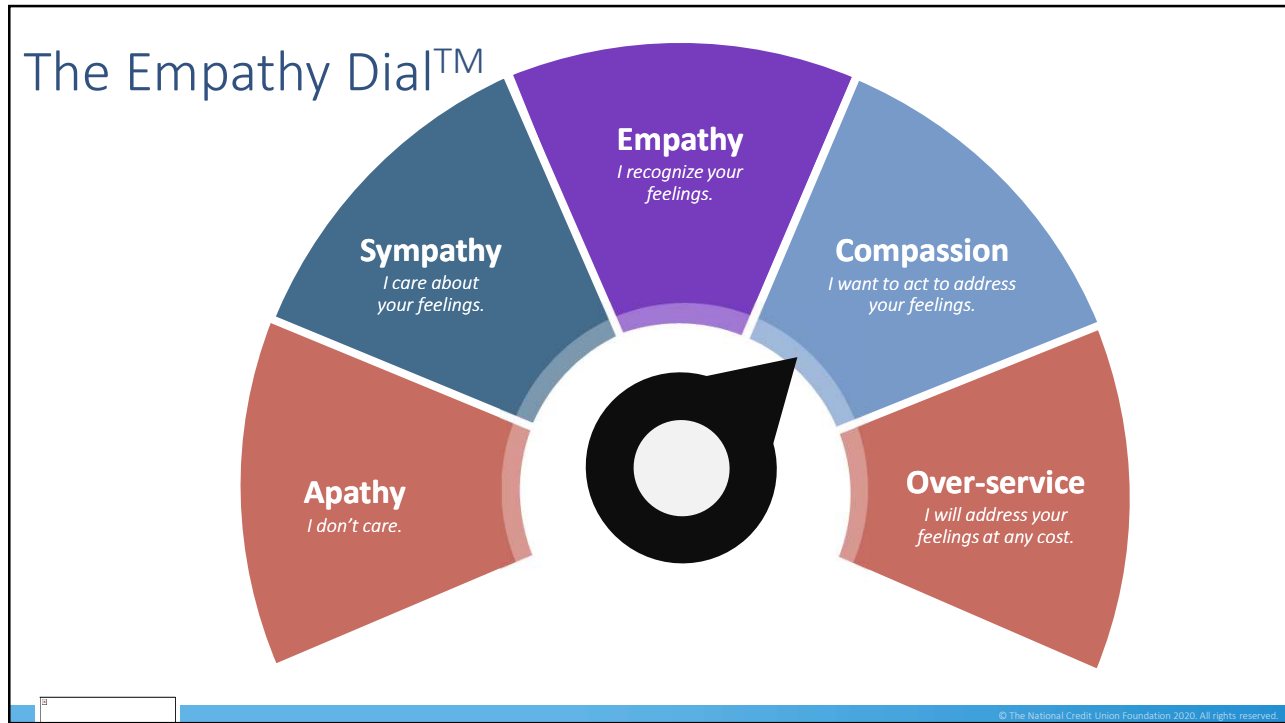 The Empathy Dial™
Empathy
I recognize your
feelings.
Sympathy
I care about
your feelings.
Compassion
I want to act to address
your feelings.
Apathy
I don’t care.
Over-service
I will address your
feelings at any cost.
© The National Credit Union Foundation 2020. All rights reserved.